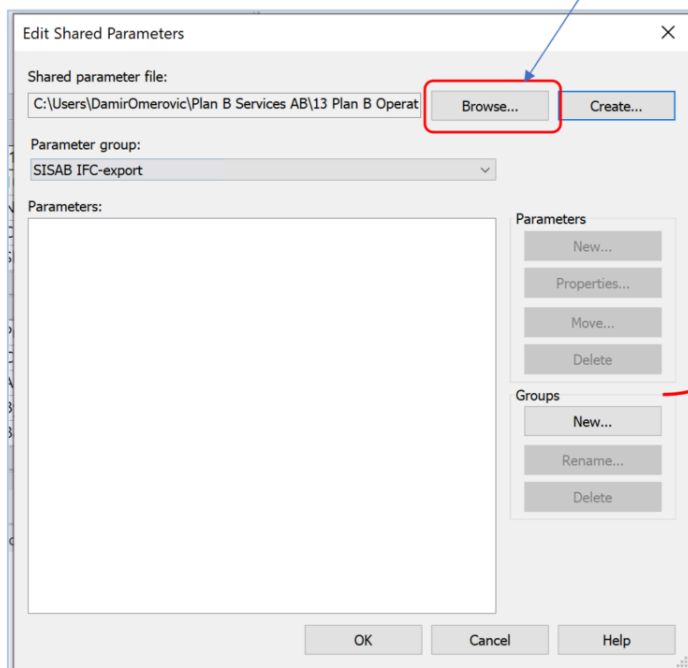 Edit Shared Parameters
Shared parameter file:
C:\Users\DamirOmerovic\Plan B Services AB\13 Plan B Operat
Browse...
Create...
Parameter group:
SISAB IFC-export
Parameters:
Parameters
New...
Properties...
Move...
Delete
Groups
New...
Rename...
Delete
OK
Cancel
Help